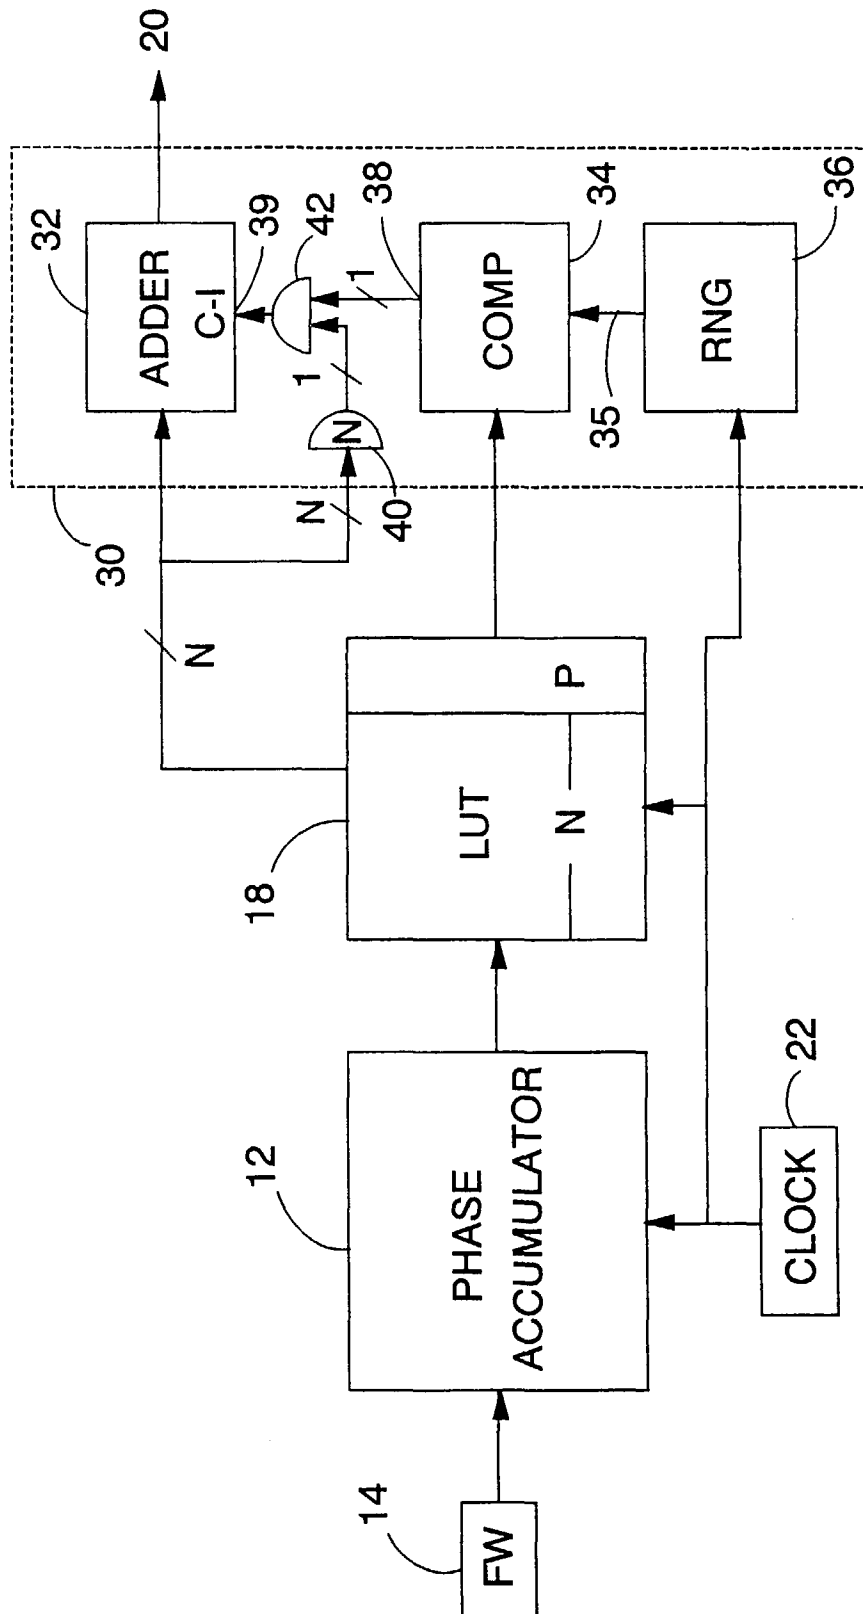 14
FW
12
PHASE
ACCUMULATOR
22
CLOCK
18
LUT
N
P
N
30
N
40
N
1
42
39
32
ADDER
C-I
20
38
1
COMP
34
35
RNG
36